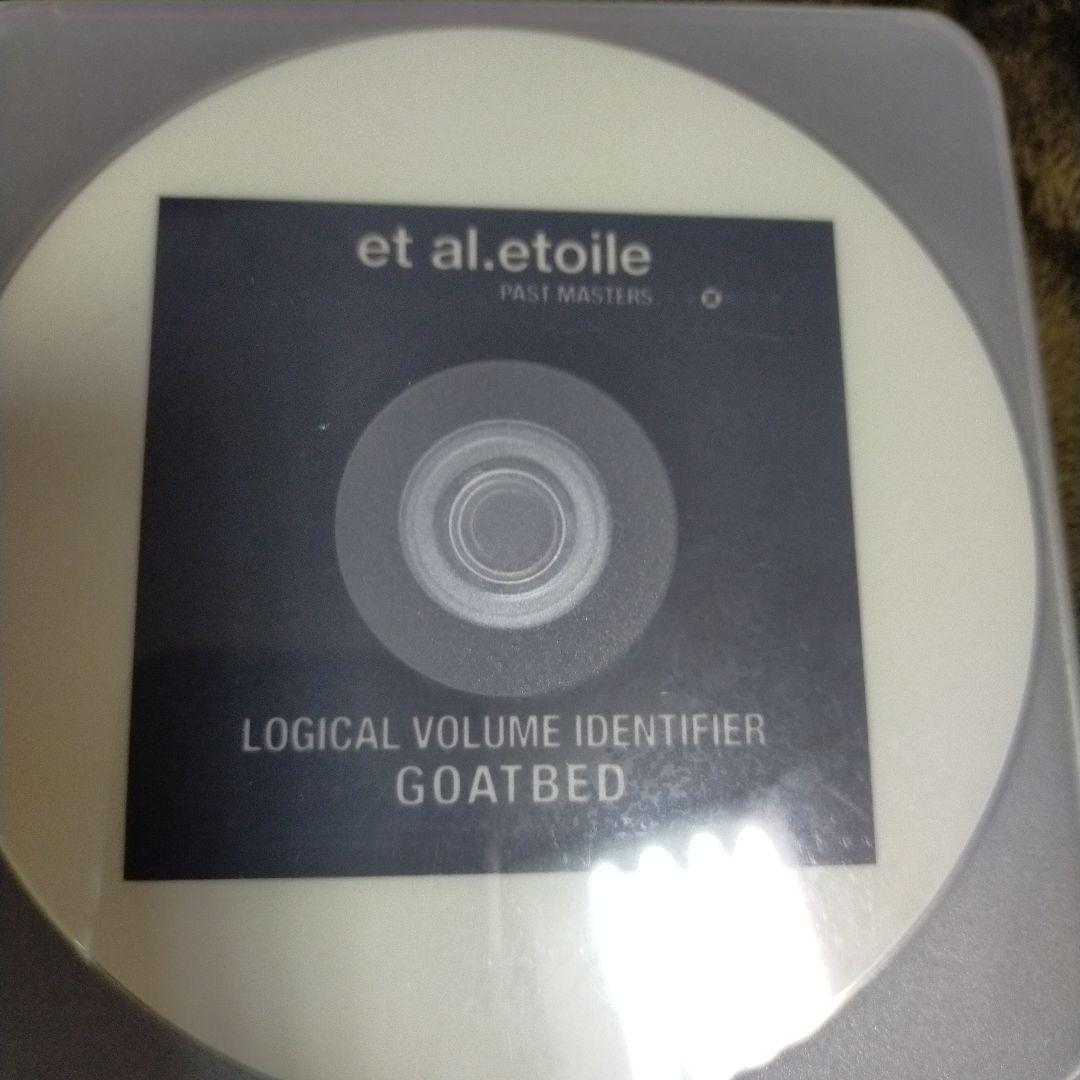 et al.etoile
PAST MASTERS
LOGICAL VOLUME IDENTIFIER
GOATBED